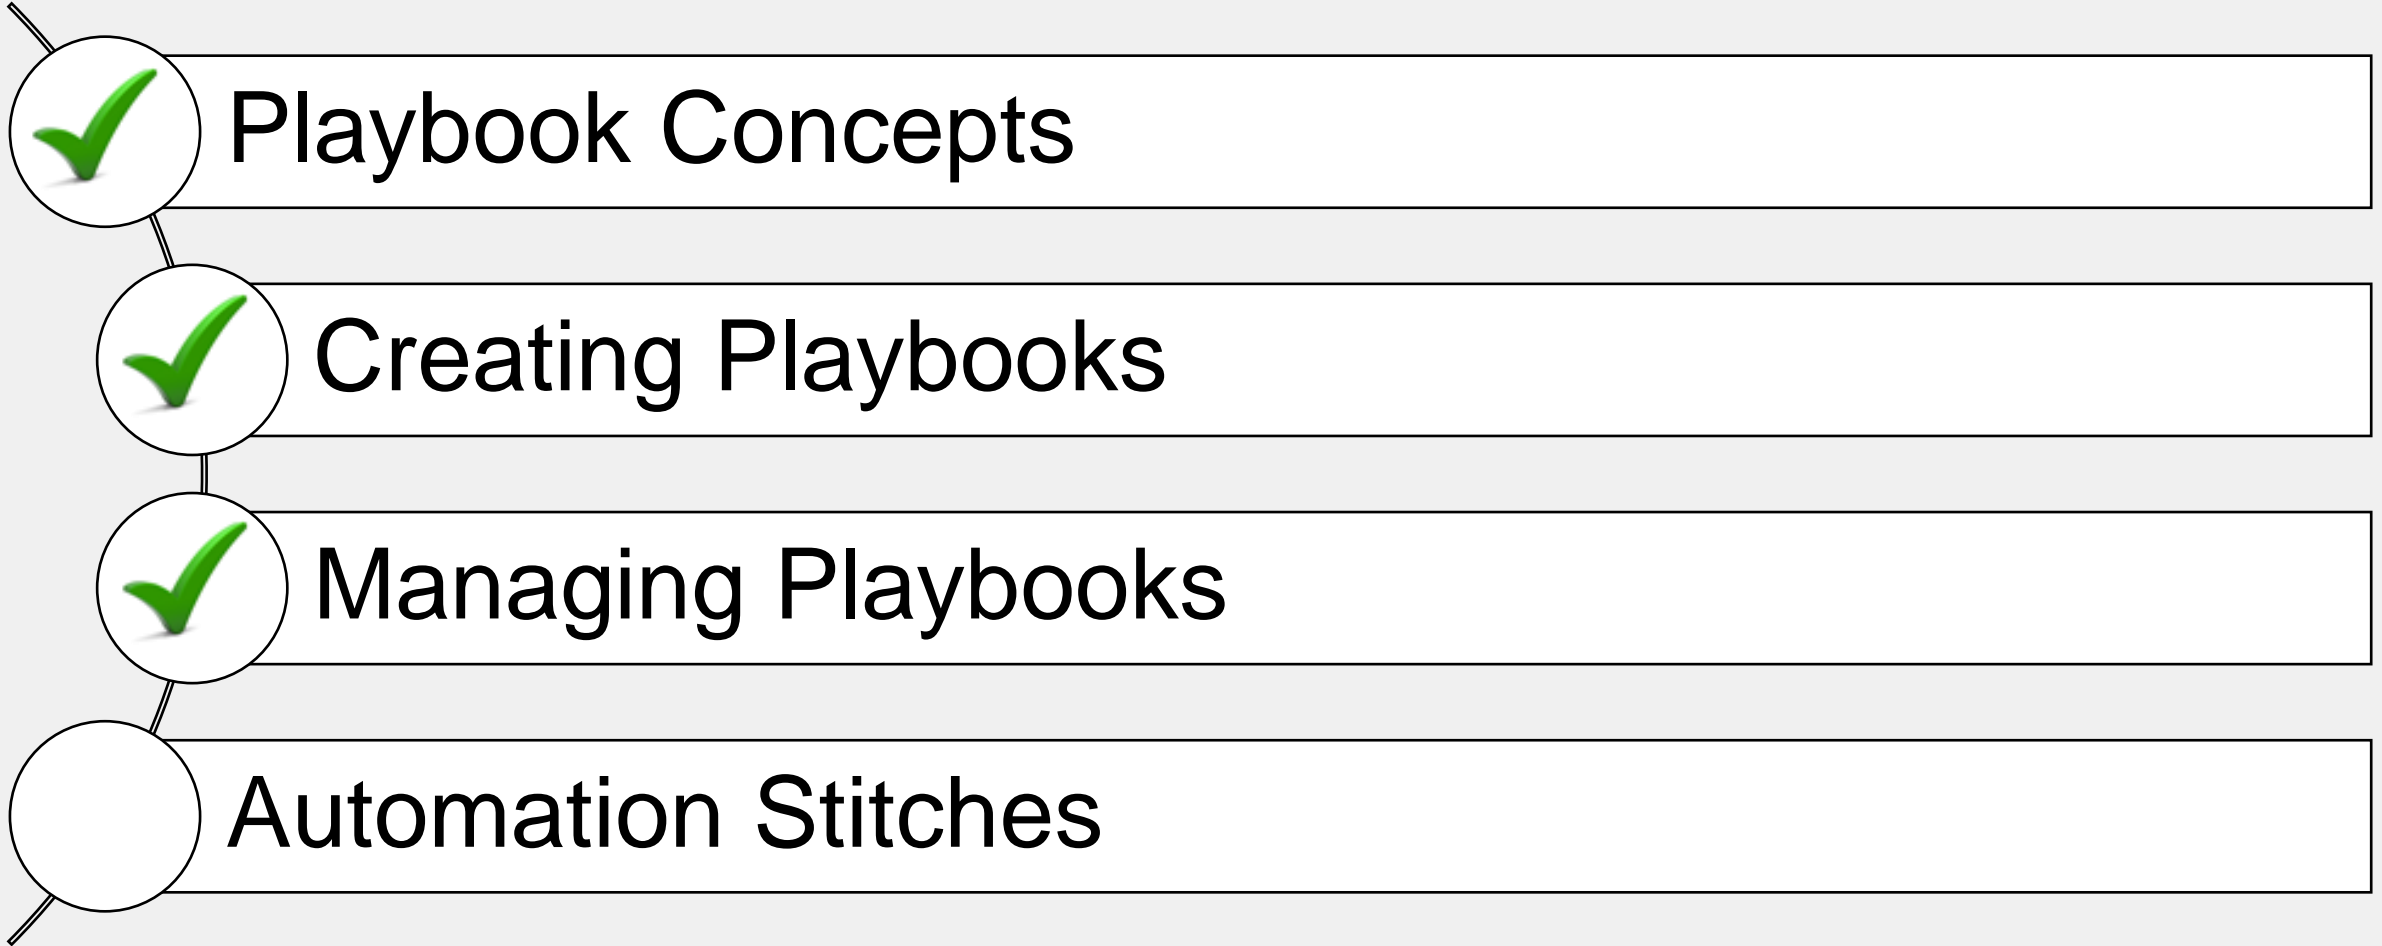 Playbook Concepts
Creating Playbooks
Managing Playbooks
Automation Stitches